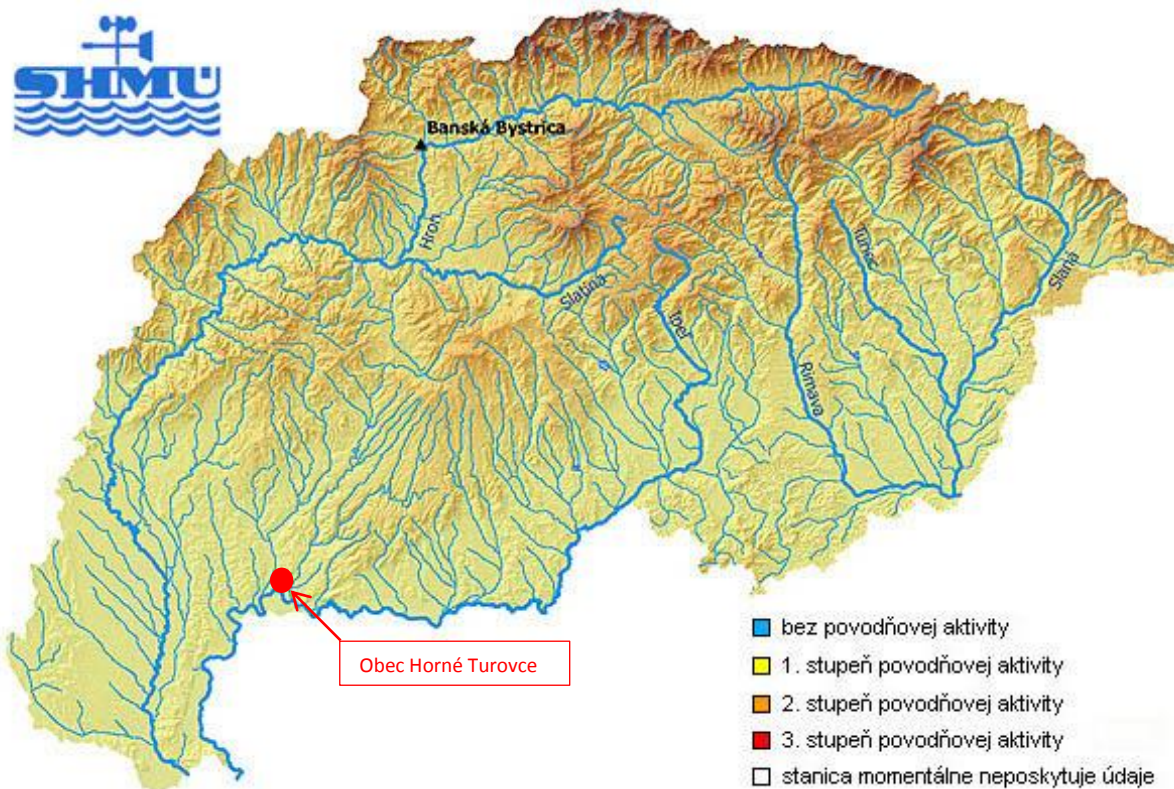 SHMÚ
Banská Bystrica
Hron
Slatina
Ipeľ
Rimava
Turiec
Slaná
Obec Horné Turovce
bez povodňovej aktivity
1. stupeň povodňovej aktivity
2. stupeň povodňovej aktivity
3. stupeň povodňovej aktivity
stanica momentálne neposkytuje údaje